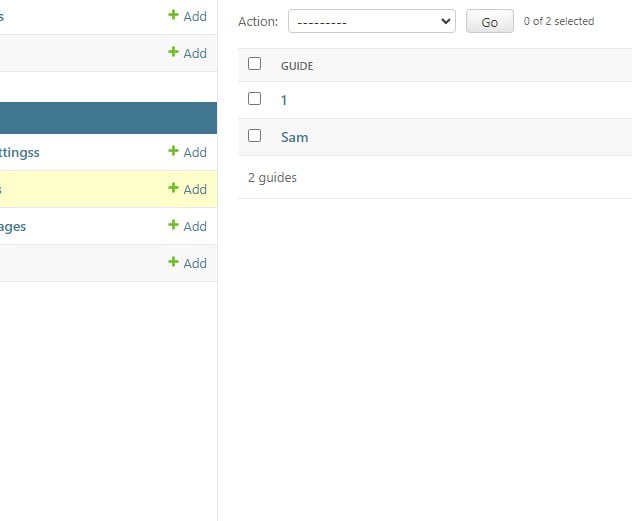 s
Add
Add
ttingss
Add
s
Add
ages
Add
Add
Action:
---------
Go
0 of 2 selected
GUIDE
1
Sam
2 guides